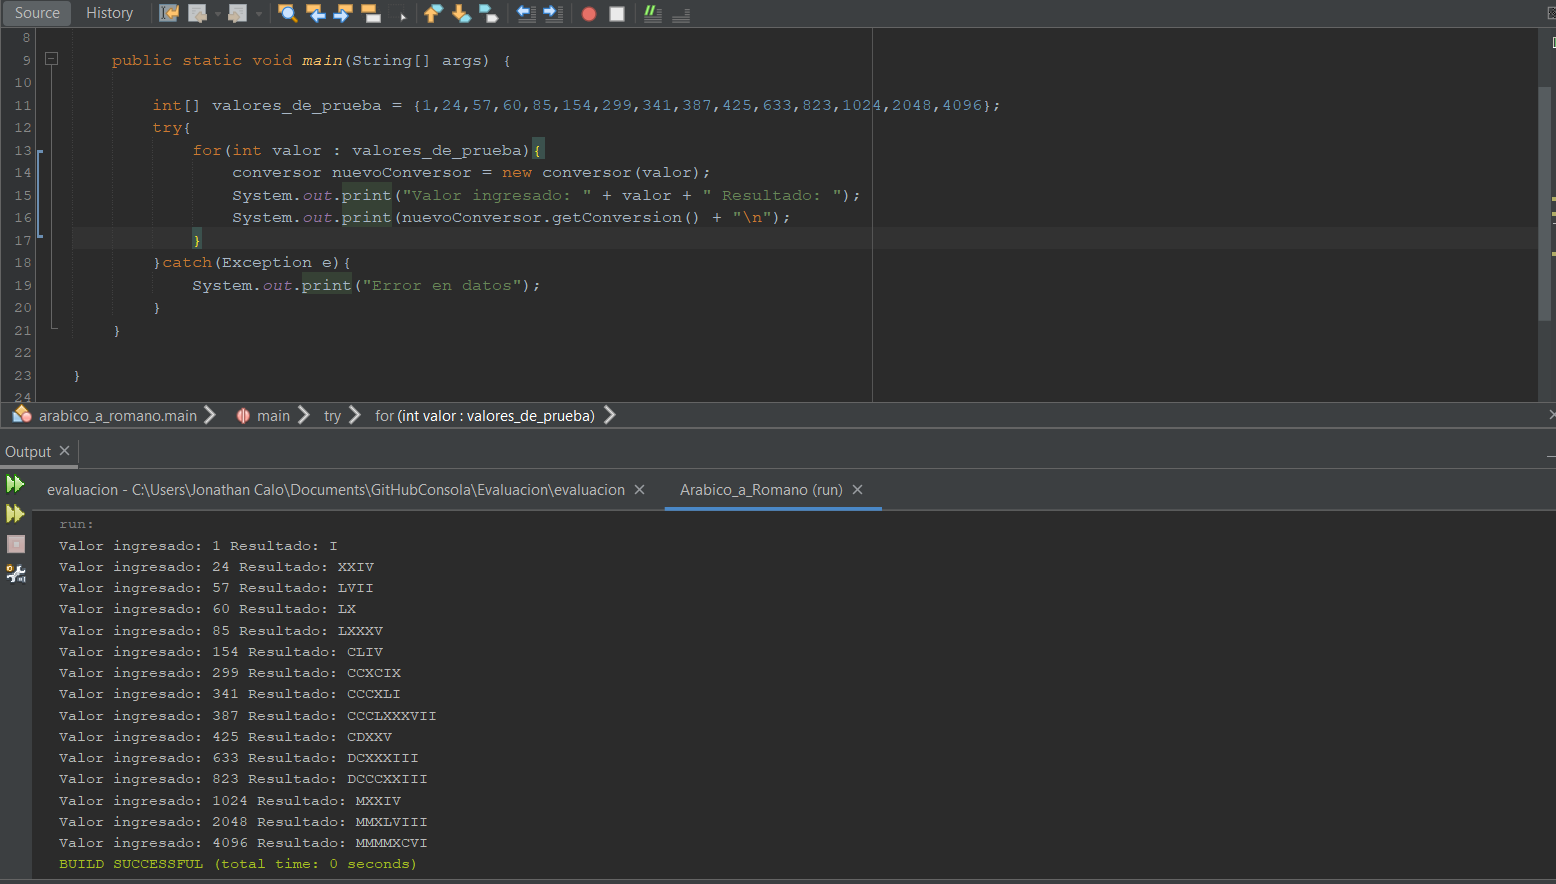 Source History
8
9 public static void main(String[] args) {
10
11 int[] valores_de_prueba = {1,24,57,60,85,154,299,341,387,425,633,823,1024,2048,4096};
12 try{
13 for(int valor : valores_de_prueba){
14 conversor nuevoConversor = new conversor(valor);
15 System.out.print("Valor ingresado: " + valor + " Resultado: ");
16 System.out.print(nuevoConversor.getConversion() + "\n");
17 }
18 }catch(Exception e){
19 System.out.print("Error en datos");
20 }
21 }
22
23 }
24
arabico_a_romano.main main try for (int valor : valores_de_prueba)
Output
evaluacion - C:\Users\Jonathan Calo\Documents\GitHubConsola\Evaluacion\evaluacion Arabico_a_Romano (run)
run:
Valor ingresado: 1 Resultado: I
Valor ingresado: 24 Resultado: XXIV
Valor ingresado: 57 Resultado: LVII
Valor ingresado: 60 Resultado: LX
Valor ingresado: 85 Resultado: LXXXV
Valor ingresado: 154 Resultado: CLIV
Valor ingresado: 299 Resultado: CCXCIX
Valor ingresado: 341 Resultado: CCCXLI
Valor ingresado: 387 Resultado: CCCLXXXVII
Valor ingresado: 425 Resultado: CDXXV
Valor ingresado: 633 Resultado: DCXXXIII
Valor ingresado: 823 Resultado: DCCCXXIII
Valor ingresado: 1024 Resultado: MXXIV
Valor ingresado: 2048 Resultado: MMXLVIII
Valor ingresado: 4096 Resultado: MMMMXCVI
BUILD SUCCESSFUL (total time: 0 seconds)